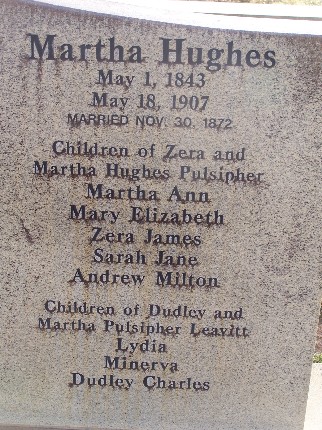 Martha Hughes
May 1, 1843
May 18, 1907
MARRIED NOV. 30, 1872
Children of Zera and
Martha Hughes Pulsipher
Martha Ann
Mary Elizabeth
Zera James
Sarah Jane
Andrew Milton
Children of Dudley and
Martha Pulsipher Leavitt
Lydia
Minerva
Dudley Charles